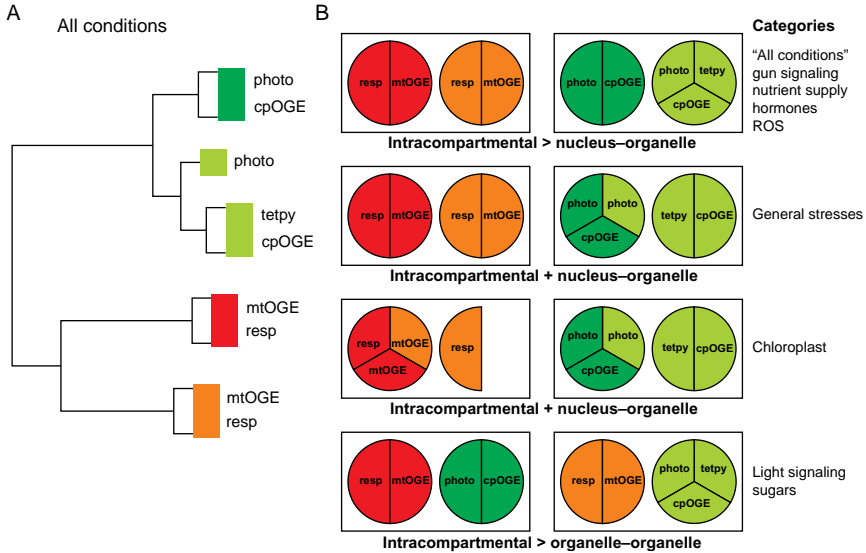 A
All conditions
photo
cpOGE
photo
tetpy
cpOGE
mtOGE
resp
mtOGE
resp
B
Categories
resp mtOGE resp mtOGE photo cpOGE photo tetpy cpOGE
Intracompartmental > nucleus–organelle
“All conditions”
gun signaling
nutrient supply
hormones
ROS
resp mtOGE resp mtOGE photo photo cpOGE tetpy cpOGE
Intracompartmental + nucleus–organelle
General stresses
resp mtOGE mtOGE resp photo photo cpOGE tetpy cpOGE
Intracompartmental + nucleus–organelle
Chloroplast
resp mtOGE photo cpOGE resp mtOGE photo tetpy cpOGE
Intracompartmental > organelle–organelle
Light signaling
sugars